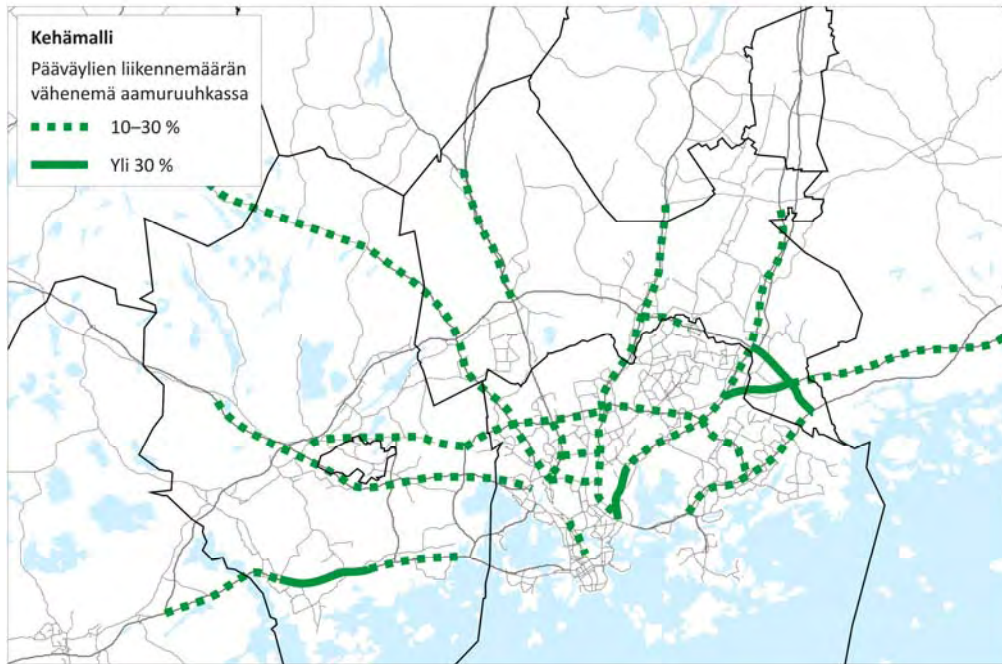 Kehämalli
Pääväylien liikennemäärän
vähenemä aamuruuhkassa
10–30 %
Yli 30 %